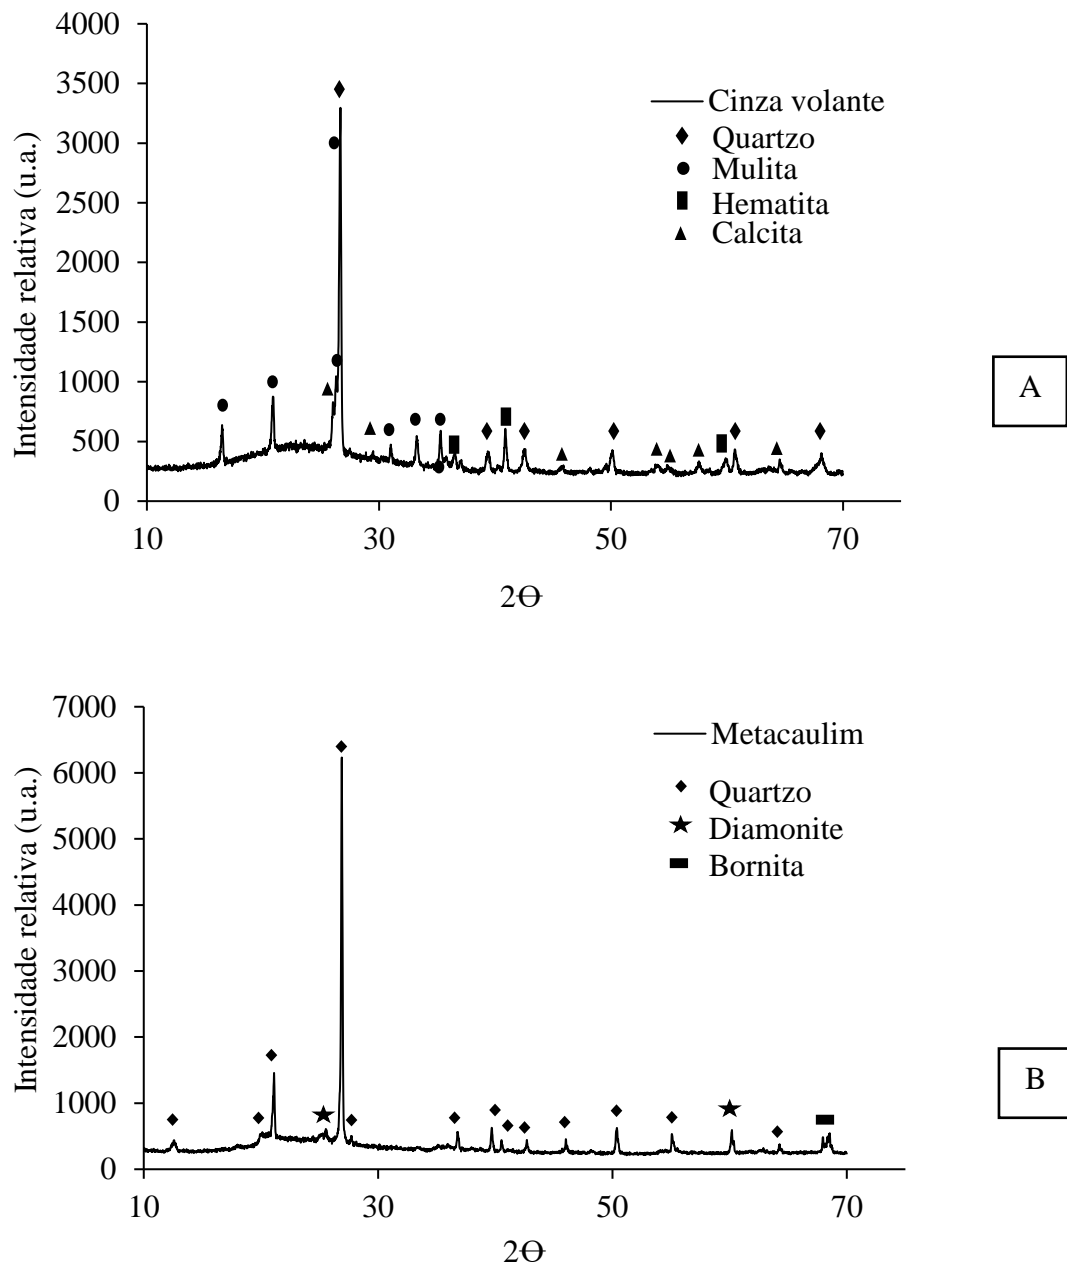 4000
3500
3000
2500
2000
1500
1000
500
0
Intensidade relativa (u.a.)
Cinza volante
Quartzo
Mulita
Hematita
Calcita
A
10 30 50 70
2Ɵ
7000
6000
5000
4000
3000
2000
1000
0
Intensidade relativa (u.a.)
Metacaulim
Quartzo
Diamonite
Bornita
B
10 30 50 70
2Ɵ